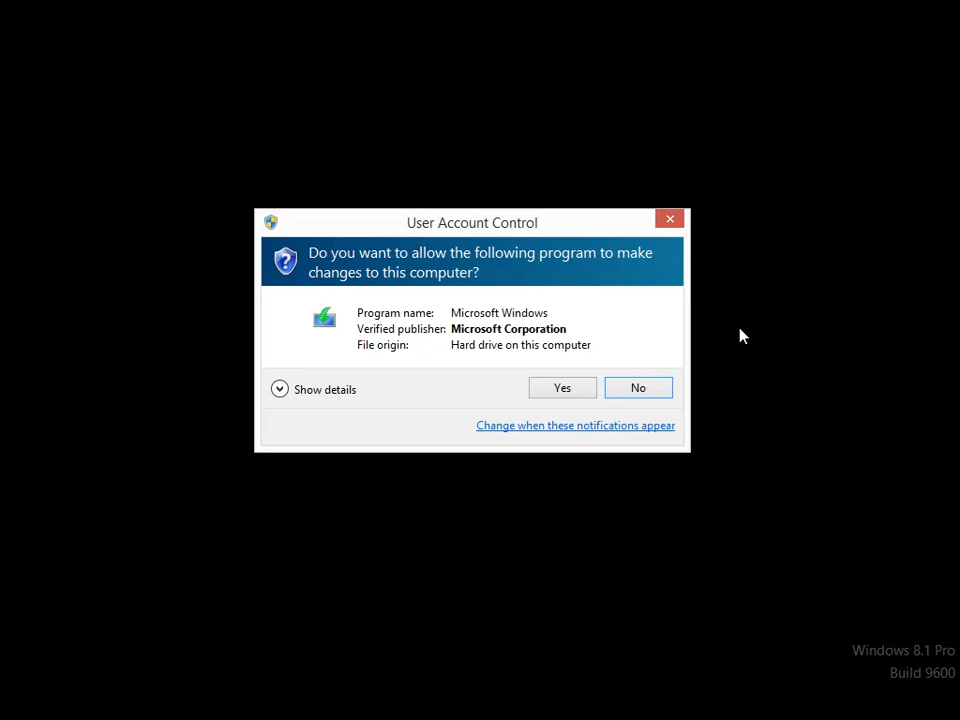 User Account Control
Do you want to allow the following program to make
changes to this computer?
Program name: Microsoft Windows
Verified publisher: Microsoft Corporation
File origin: Hard drive on this computer
Show details
Yes
No
Change when these notifications appear
Windows 8.1 Pro
Build 9600